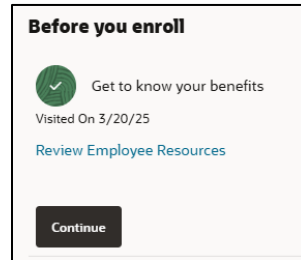 Before you enroll
Get to know your benefits
Visited On 3/20/25
Review Employee Resources
Continue